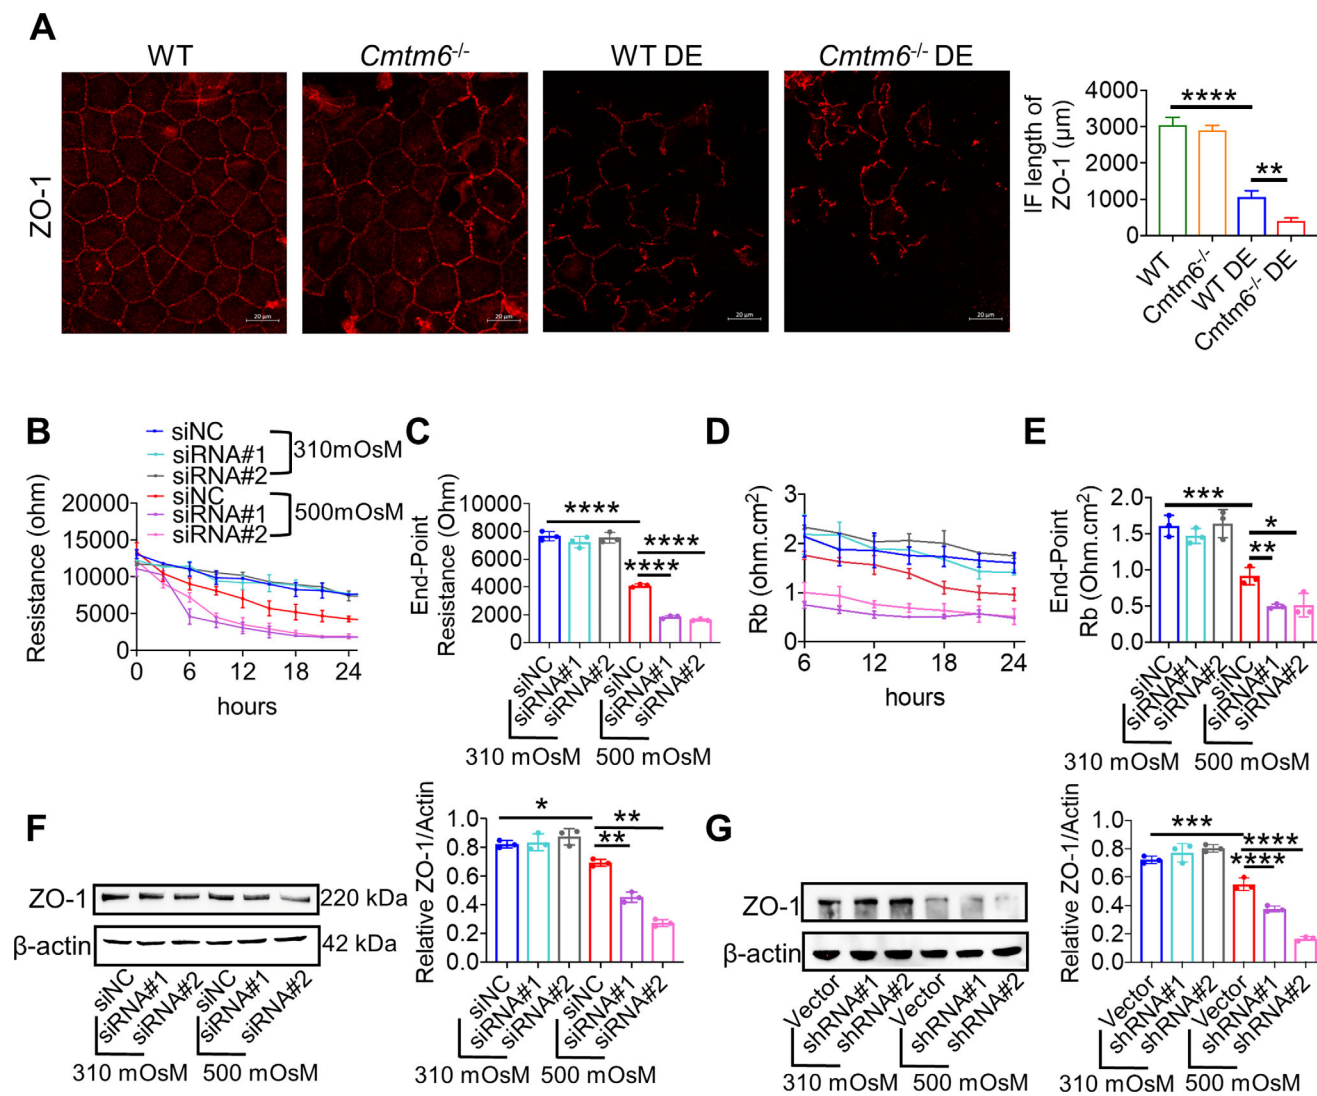 A
WT
Cmtm6-/-
WT DE
Cmtm6-/- DE
ZO-1
20 μm
20 μm
20 μm
20 μm
IF length of
ZO-1 (μm)
4000
3000
2000
1000
0
****
**
WT
Cmtm6-/-
WT DE
Cmtm6-/- DE
B
siNC
siRNA#1
siRNA#2
310mOsM
siNC
siRNA#1
siRNA#2
500mOsM
Resistance (ohm)
20000
15000
10000
5000
0
0 6 12 18 24
hours
C
End-Point
Resistance (Ohm)
10000
8000
6000
4000
2000
0
****
****
****
siNC
siRNA#1
siRNA#2
siNC
siRNA#1
siRNA#2
310 mOsM
500 mOsM
D
Rb (ohm.cm2)
3
2
1
0
6 12 18 24
hours
E
End-Point
Rb (Ohm.cm2)
2.0
1.5
1.0
0.5
0.0
***
*
**
siNC
siRNA#1
siRNA#2
siNC
siRNA#1
siRNA#2
310 mOsM
500 mOsM
F
ZO-1
220 kDa
β-actin
42 kDa
siNC
siRNA#1
siRNA#2
siNC
siRNA#1
siRNA#2
310 mOsM
500 mOsM
Relative ZO-1/Actin
1.0
0.8
0.6
0.4
0.2
0.0
*
**
**
siNC
siRNA#1
siRNA#2
siNC
siRNA#1
siRNA#2
310 mOsM
500 mOsM
G
ZO-1
β-actin
Vector
shRNA#1
shRNA#2
Vector
shRNA#1
shRNA#2
310 mOsM
500 mOsM
Relative ZO-1/Actin
1.0
0.8
0.6
0.4
0.2
0.0
***
****
****
Vector
shRNA#1
shRNA#2
Vector
shRNA#1
shRNA#2
310 mOsM
500 mOsM